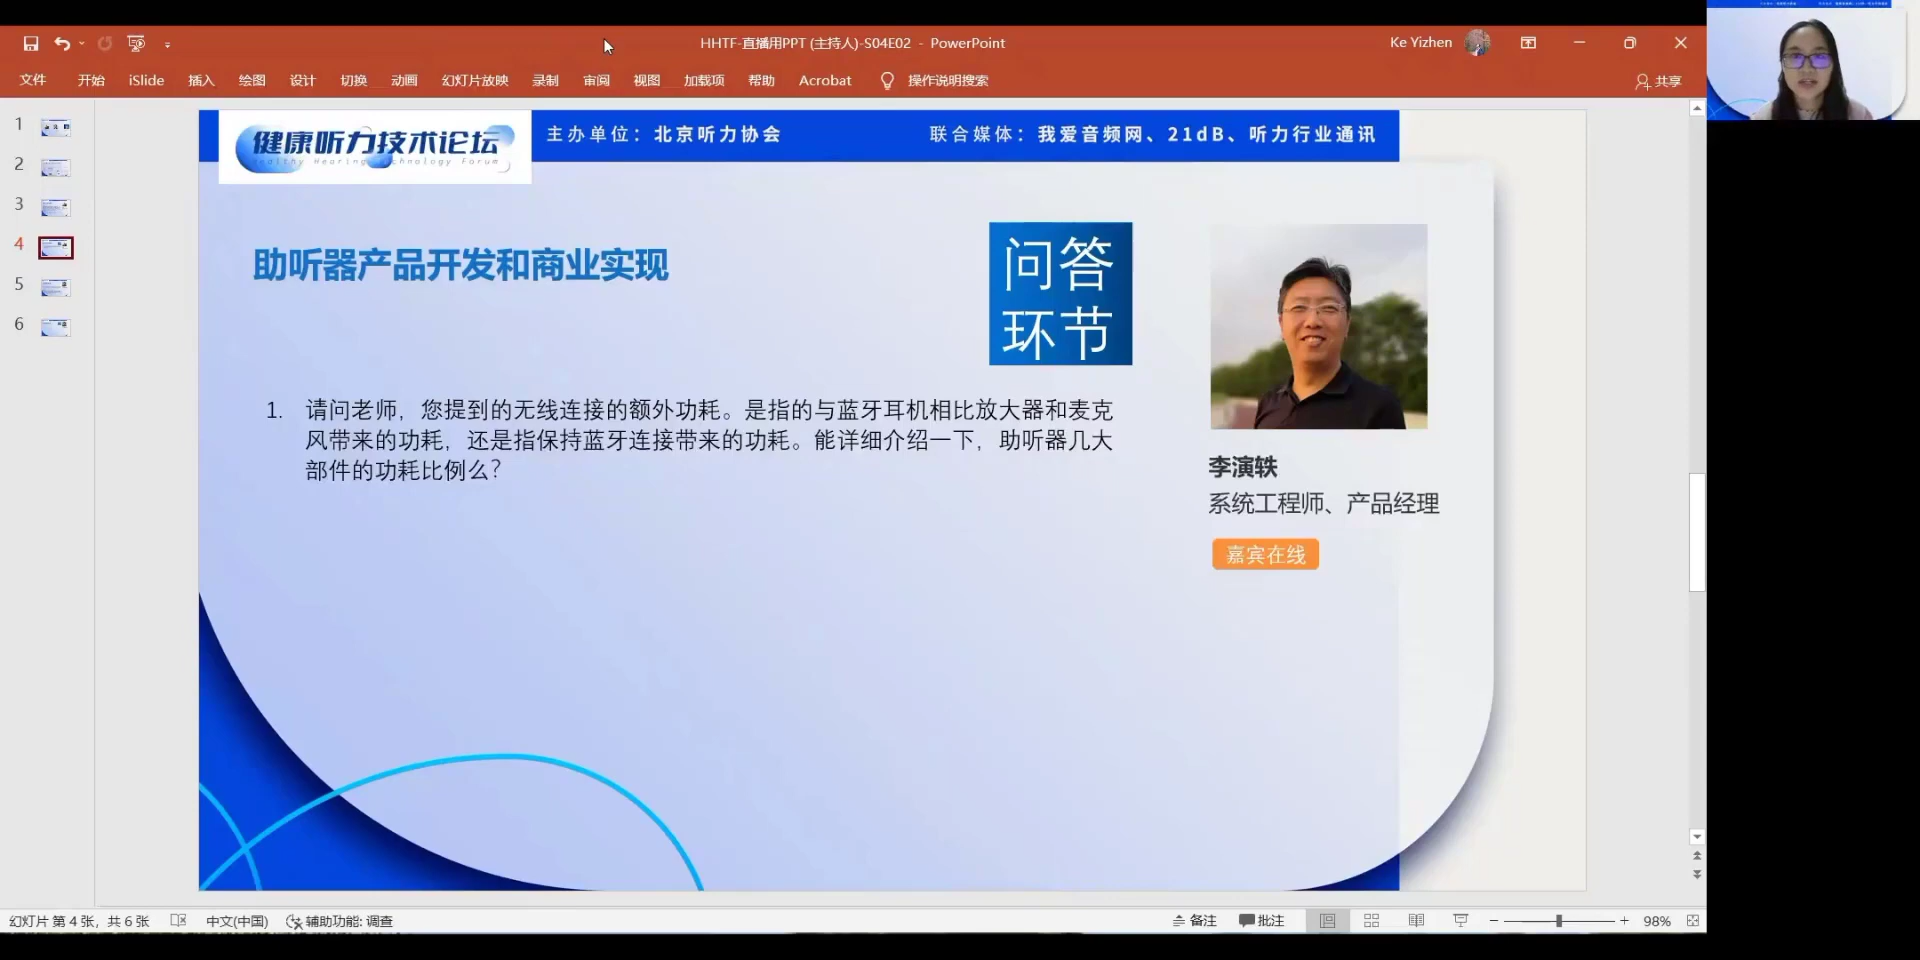 HHTF-直播用PPT (主持人)-S04E02 - PowerPoint
Ke Yizhen
文件 开始 iSlide 插入 绘图 设计 切换 动画 幻灯片放映 录制 审阅 视图 加载项 帮助 Acrobat 操作说明搜索 共享
1
2
3
4
5
6
健康听力技术论坛
Healthy Hearing Technology Forum
主办单位：北京听力协会
联合媒体：我爱音频网、21dB、听力行业通讯
助听器产品开发和商业实现
问答
环节
1. 请问老师，您提到的无线连接的额外功耗。是指的与蓝牙耳机相比放大器和麦克
风带来的功耗，还是指保持蓝牙连接带来的功耗。能详细介绍一下，助听器几大
部件的功耗比例么？
李演轶
系统工程师、产品经理
嘉宾在线
幻灯片 第 4 张，共 6 张 中文(中国) 辅助功能: 调查 备注 批注 98%